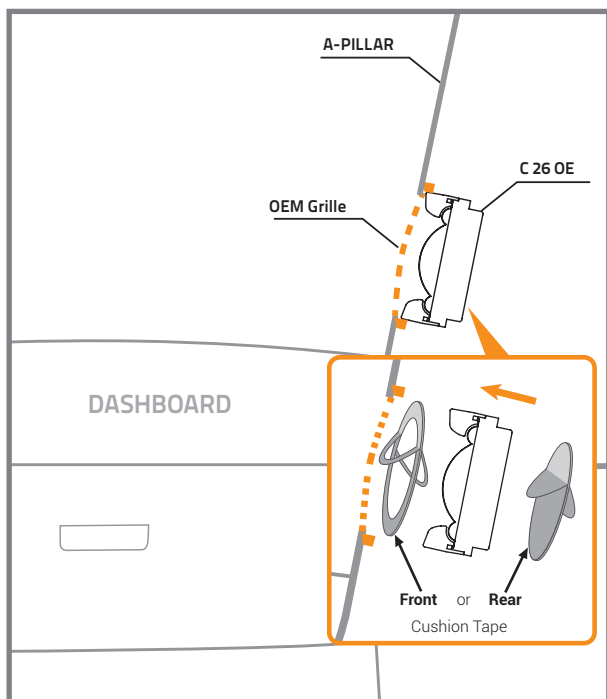 A-PILLAR
C 26 OE
OEM Grille
DASHBOARD
Front or Rear
Cushion Tape